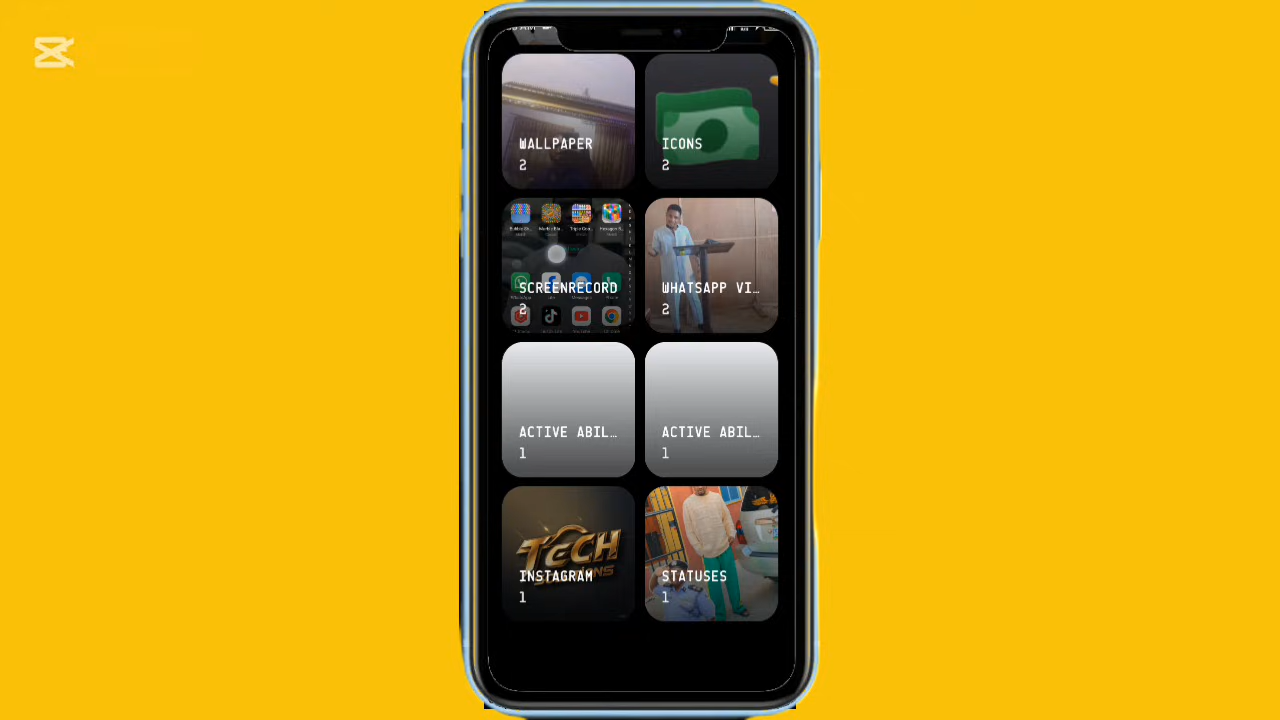 WALLPAPER
2
ICONS
2
SCREENRECORD
2
WHATSAPP VI…
2
ACTIVE ABIL…
1
ACTIVE ABIL…
1
TECH
INSTAGRAM
1
STATUSES
1